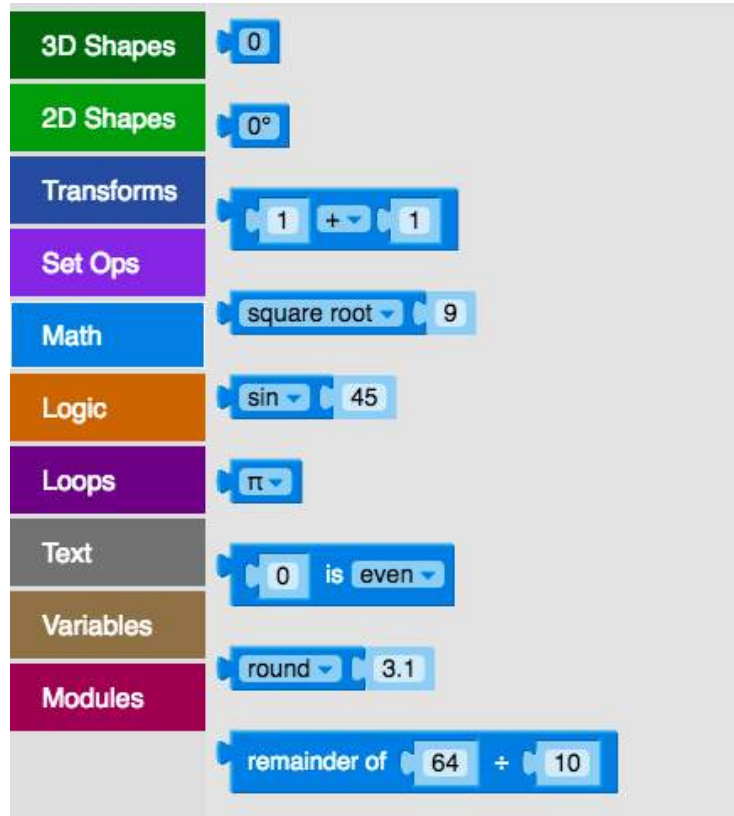 3D Shapes
2D Shapes
Transforms
Set Ops
Math
Logic
Loops
Text
Variables
Modules
0
0°
1 + 1
square root 9
sin 45
π
0 is even
round 3.1
remainder of 64 ÷ 10